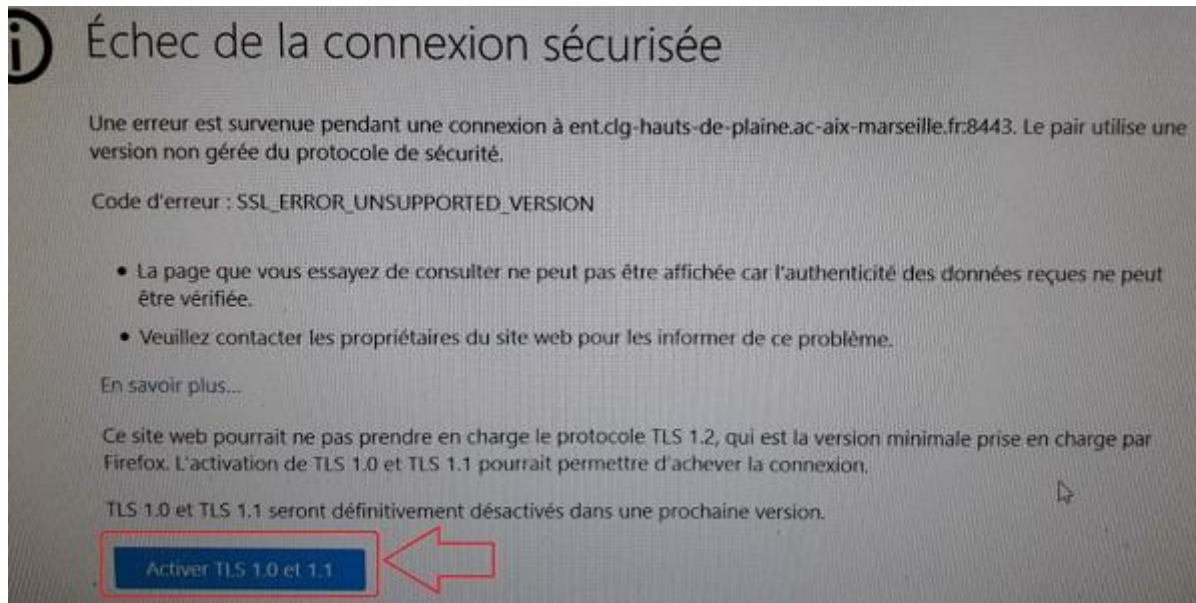 Échec de la connexion sécurisée
Une erreur est survenue pendant une connexion à ent.clg-hauts-de-plaine.ac-aix-marseille.fr:8443. Le pair utilise une
version non gérée du protocole de sécurité.
Code d'erreur : SSL_ERROR_UNSUPPORTED_VERSION
• La page que vous essayez de consulter ne peut pas être affichée car l'authenticité des données reçues ne peut
être vérifiée.
• Veuillez contacter les propriétaires du site web pour les informer de ce problème.
En savoir plus...
Ce site web pourrait ne pas prendre en charge le protocole TLS 1.2, qui est la version minimale prise en charge par
Firefox. L'activation de TLS 1.0 et TLS 1.1 pourrait permettre d'achever la connexion.
TLS 1.0 et TLS 1.1 seront définitivement désactivés dans une prochaine version.
Activer TLS 1.0 et 1.1